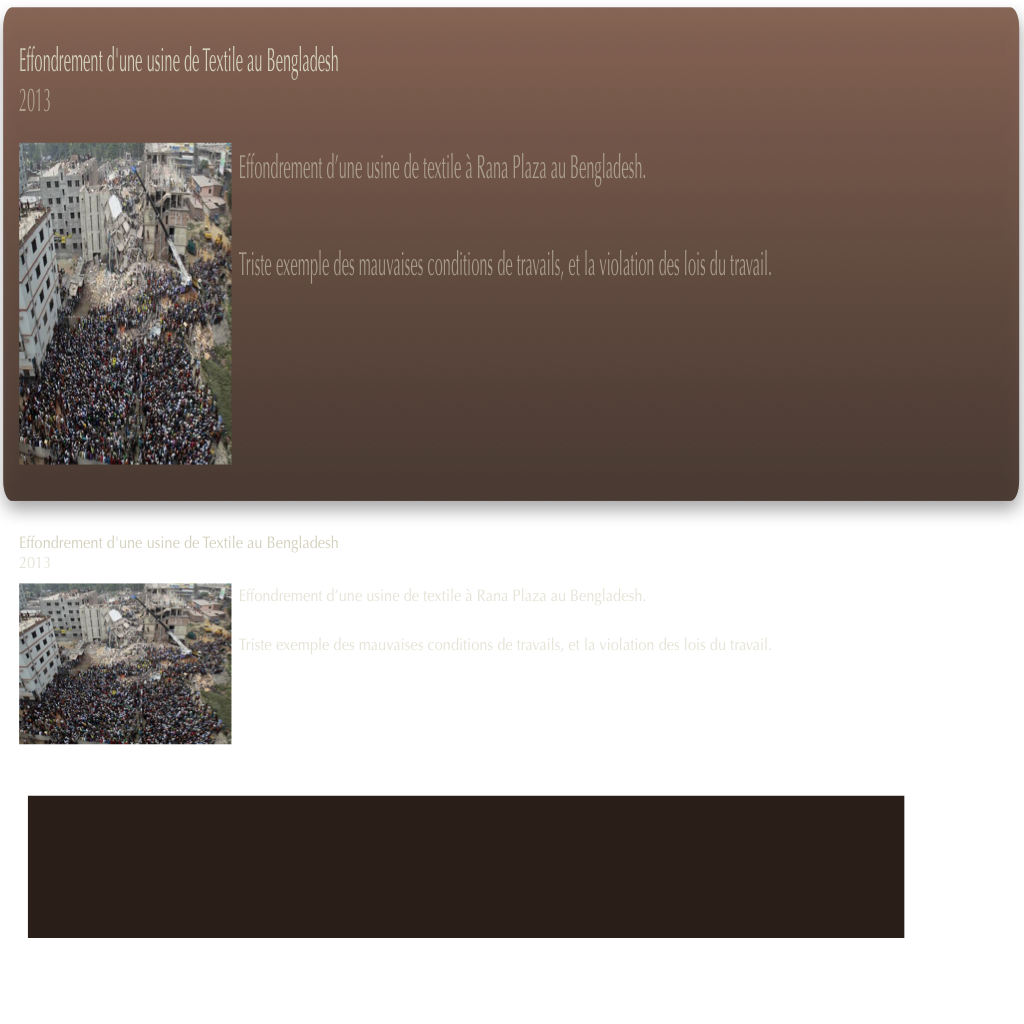 Effondrement d'une usine de Textile au Bengladesh
2013
Effondrement d’une usine de textile à Rana Plaza au Bengladesh.
Triste exemple des mauvaises conditions de travails, et la violation des lois du travail.
Effondrement d'une usine de Textile au Bengladesh
2013
Effondrement d’une usine de textile à Rana Plaza au Bengladesh.
Triste exemple des mauvaises conditions de travails, et la violation des lois du travail.